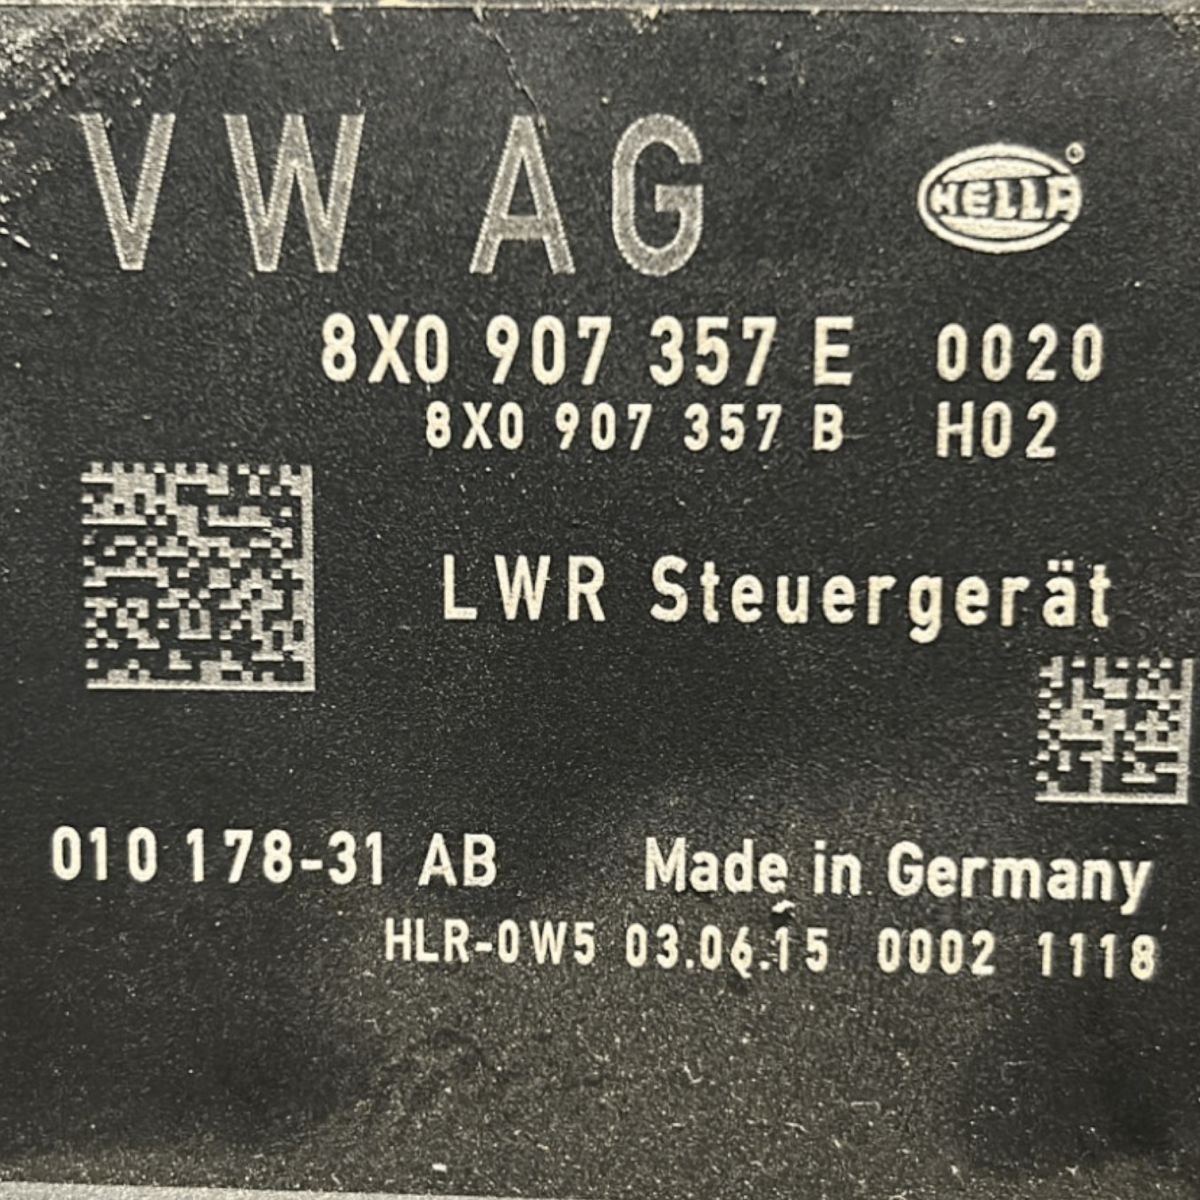 VW AG
HELLA®
8X0 907 357 E 0020
8X0 907 357 B H02
LWR Steuergerät
010 178-31 AB
Made in Germany
HLR-0W5 03.06.15 0002 1118